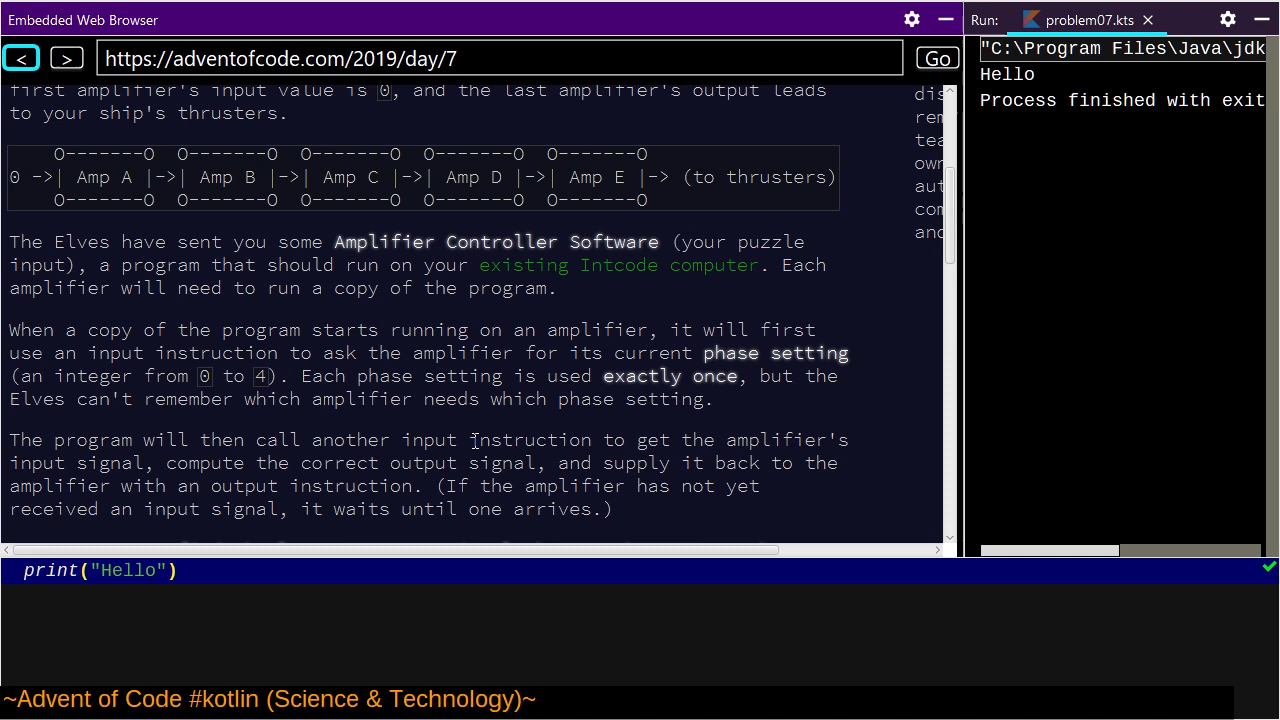 Embedded Web Browser
Run: problem07.kts
< > https://adventofcode.com/2019/day/7 Go
"C:\Program Files\Java\jdk
Hello
Process finished with exit
first amplifier's input value is 0, and the last amplifier's output leads
to your ship's thrusters.
O-------O  O-------O  O-------O  O-------O  O-------O
0 ->| Amp A |->| Amp B |->| Amp C |->| Amp D |->| Amp E |-> (to thrusters)
O-------O  O-------O  O-------O  O-------O  O-------O
The Elves have sent you some Amplifier Controller Software (your puzzle
input), a program that should run on your existing Intcode computer. Each
amplifier will need to run a copy of the program.
When a copy of the program starts running on an amplifier, it will first
use an input instruction to ask the amplifier for its current phase setting
(an integer from 0 to 4). Each phase setting is used exactly once, but the
Elves can't remember which amplifier needs which phase setting.
The program will then call another input instruction to get the amplifier's
input signal, compute the correct output signal, and supply it back to the
amplifier with an output instruction. (If the amplifier has not yet
received an input signal, it waits until one arrives.)
dis
rem
tea
own
aut
com
and
print("Hello")
~Advent of Code #kotlin (Science & Technology)~